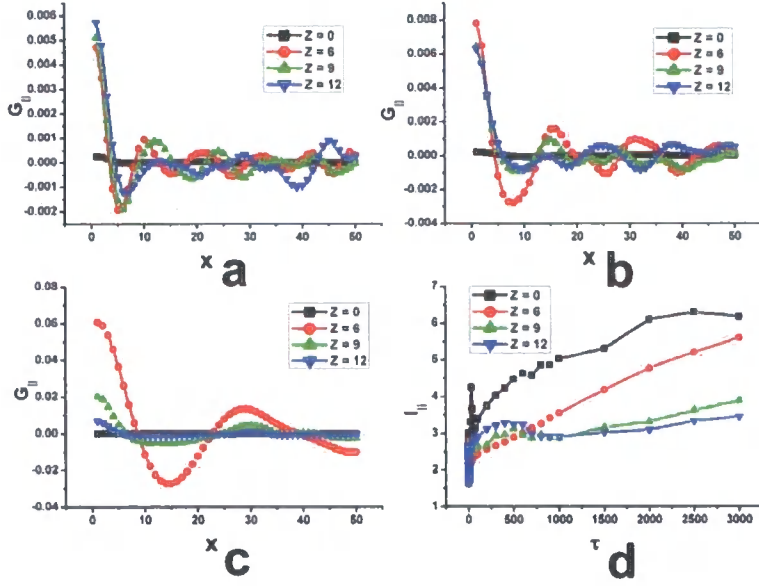 0.006
0.005
0.004
0.003
0.002
0.001
0.000
-0.001
-0.002
G
Z = 0
Z = 6
Z = 9
Z = 12
0 10 20 30 40 50
x a
0.008
0.006
0.004
0.002
0.000
-0.002
-0.004
G
Z = 0
Z = 6
Z = 9
Z = 12
0 10 20 30 40 50
x b
0.08
0.06
0.04
0.02
0.00
-0.02
-0.04
G
Z = 0
Z = 6
Z = 9
Z = 12
0 10 20 30 40 50
x c
7
6
5
4
3
2
1
Z = 0
Z = 6
Z = 9
Z = 12
0 500 1000 1500 2000 2500 3000
τ d